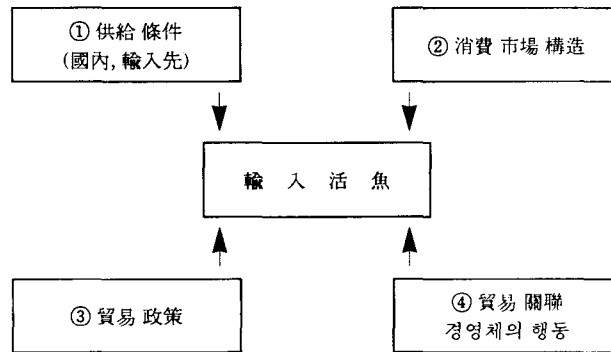 ① 供給 條件
(國內, 輸入先)
② 消費 市場 構造
輸 入 活 魚
③ 貿易 政策
④ 貿易 關聯
경영체의 행동